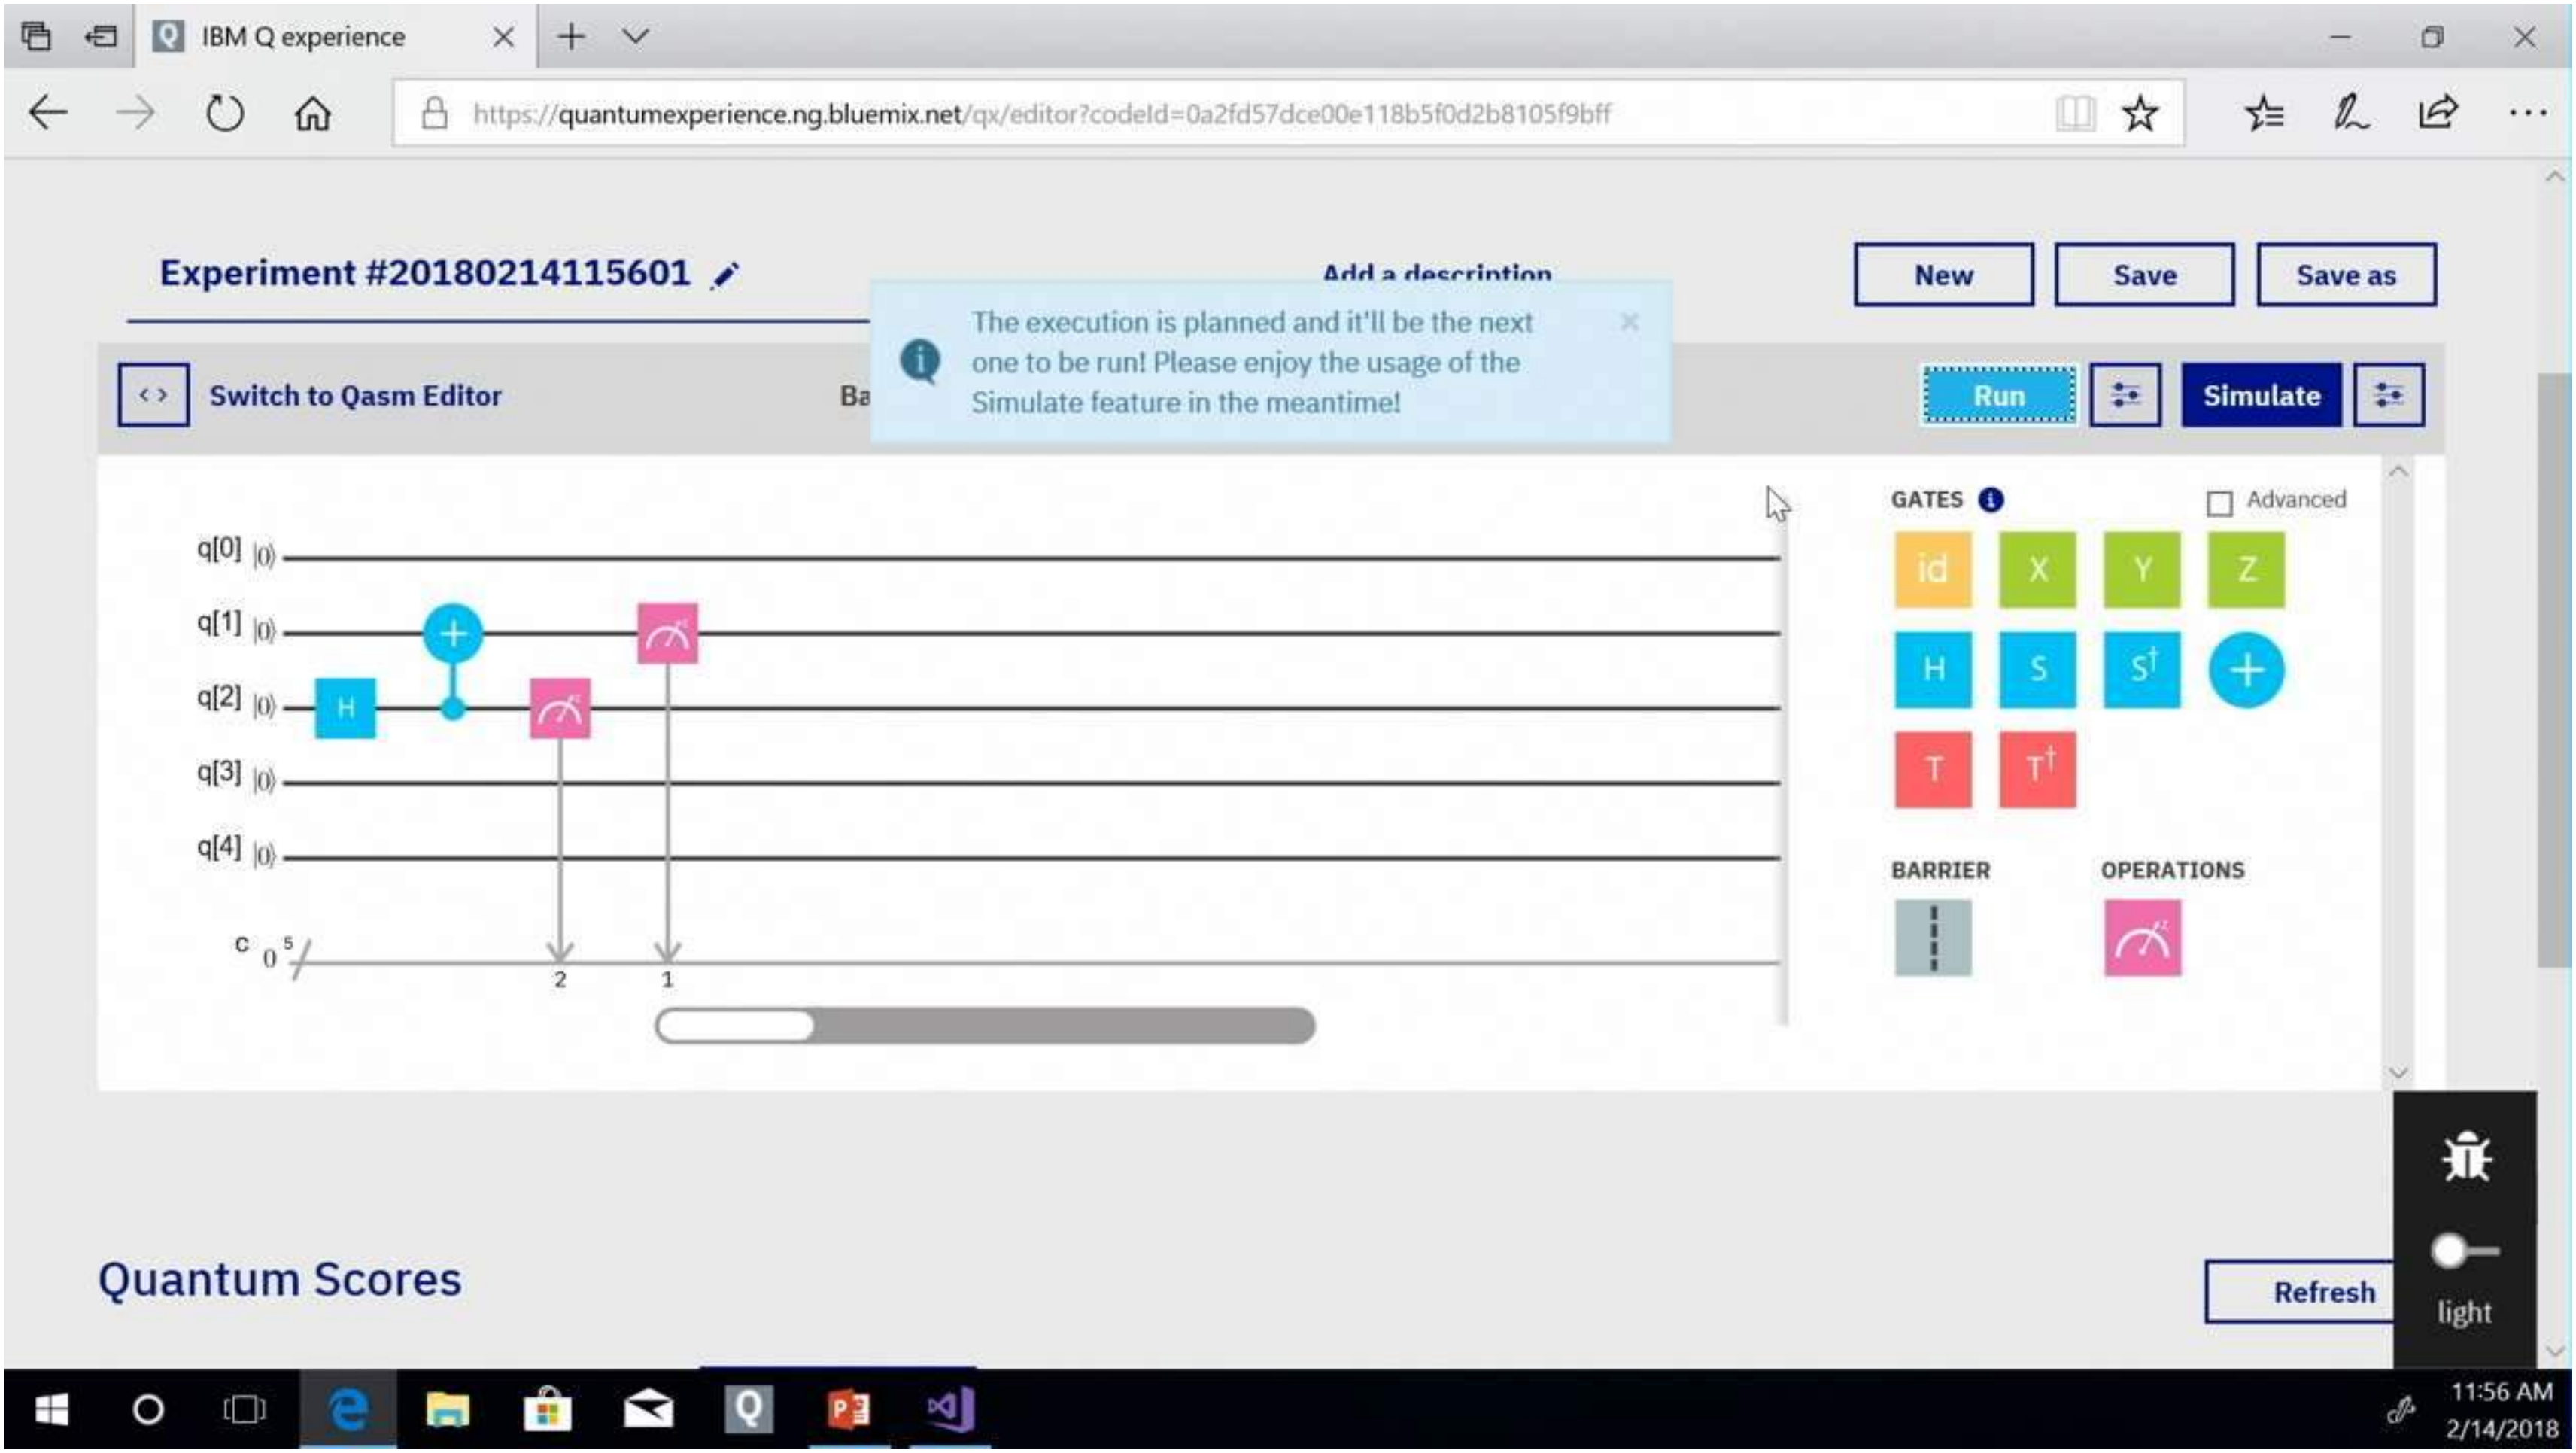 IBM Q experience
https://quantumexperience.ng.bluemix.net/qx/editor?codeId=0a2fd57dce00e118b5f0d2b8105f9bff
Experiment #20180214115601
Add a description
New
Save
Save as
The execution is planned and it'll be the next
one to be run! Please enjoy the usage of the
Simulate feature in the meantime!
<> Switch to Qasm Editor
Ba
Run
Simulate
GATES
Advanced
q[0] |0⟩
q[1] |0⟩
q[2] |0⟩ H
q[3] |0⟩
q[4] |0⟩
c 0 5
2 1
id X Y Z
H S S† +
T T†
BARRIER
OPERATIONS
z
Quantum Scores
Refresh
light
11:56 AM
2/14/2018